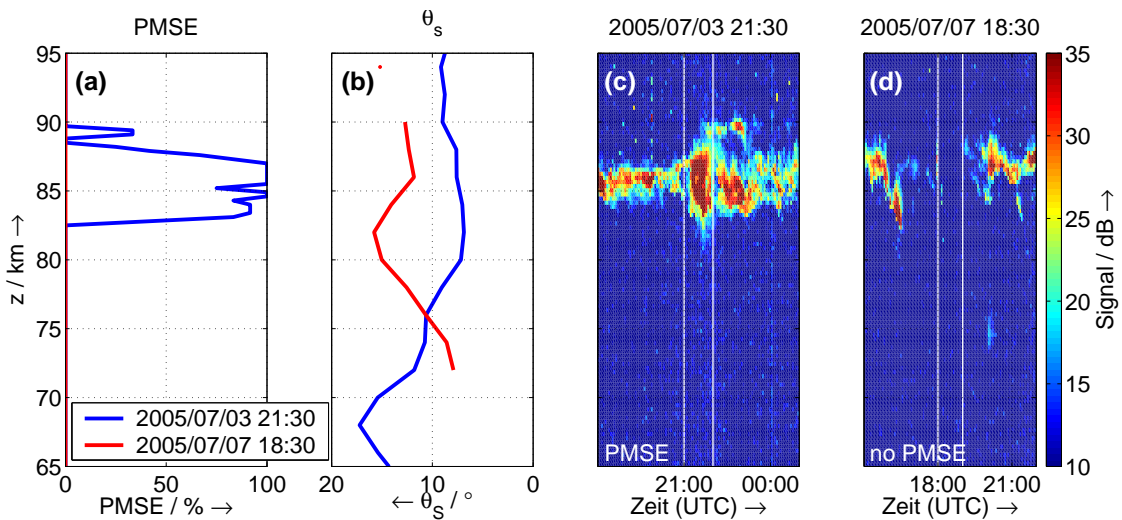 PMSE
θs
2005/07/03 21:30
2005/07/07 18:30
95
90
85
80
75
70
65
z / km →
(a)
(b)
(c)
(d)
2005/07/03 21:30
2005/07/07 18:30
PMSE
no PMSE
0
50
100
PMSE / % →
20
10
0
← θS / °
21:00
00:00
Zeit (UTC) →
18:00
21:00
Zeit (UTC) →
35
30
25
20
15
10
Signal / dB →